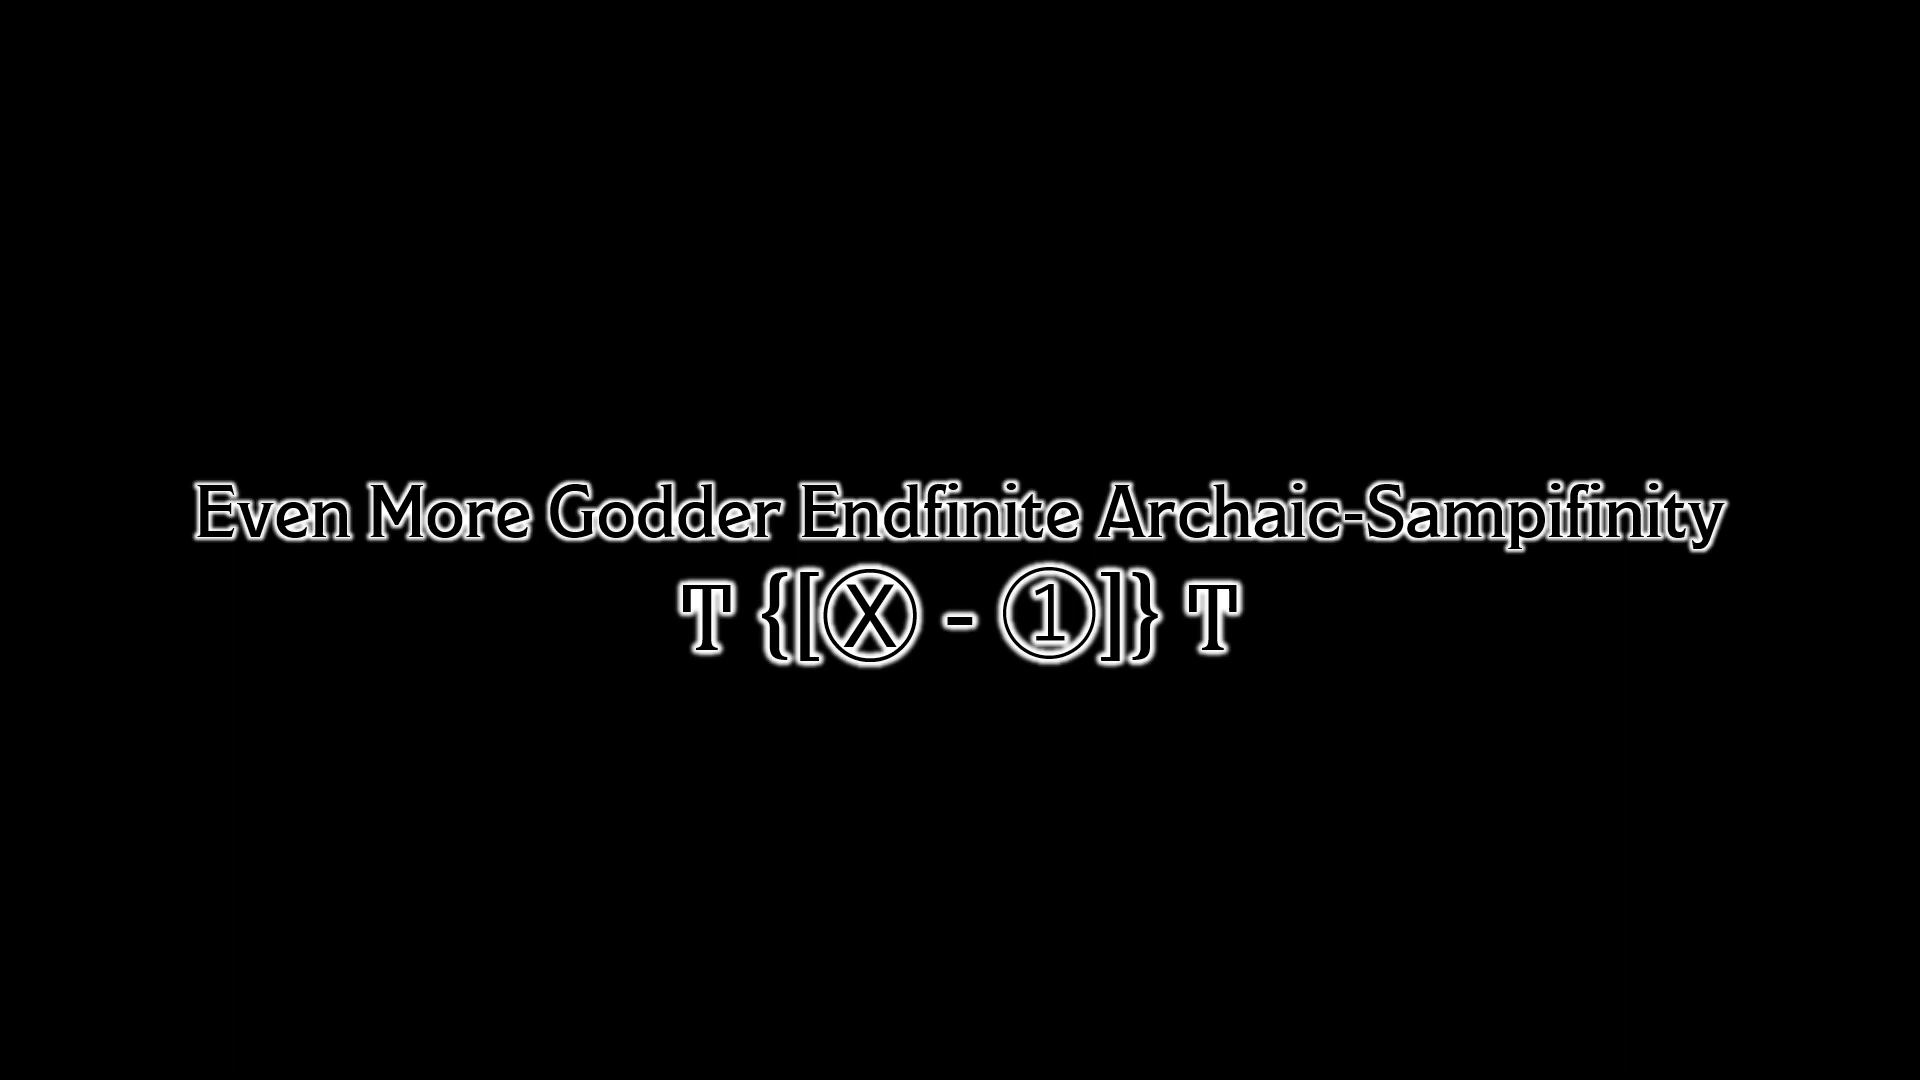 Even More Godder Endfinite Archaic-Sampifinity
Ͳ {[Ⓧ - ①]} Ͳ